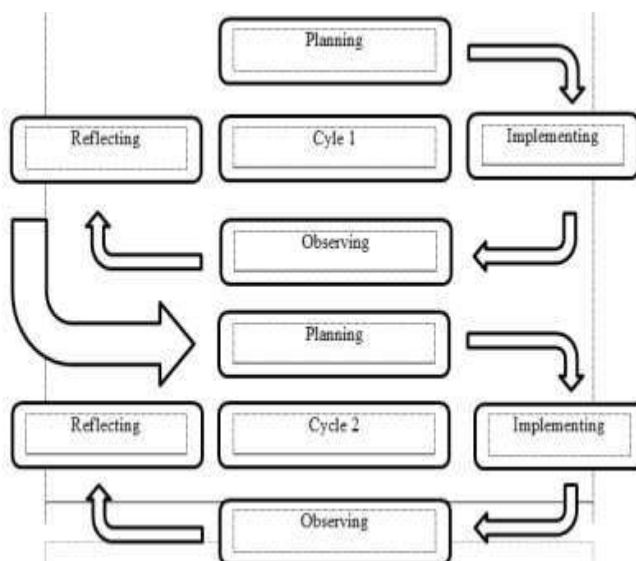 Planning
Reflecting
Cyle 1
Implementing
Observing
Planning
Reflecting
Cycle 2
Implementing
Observing